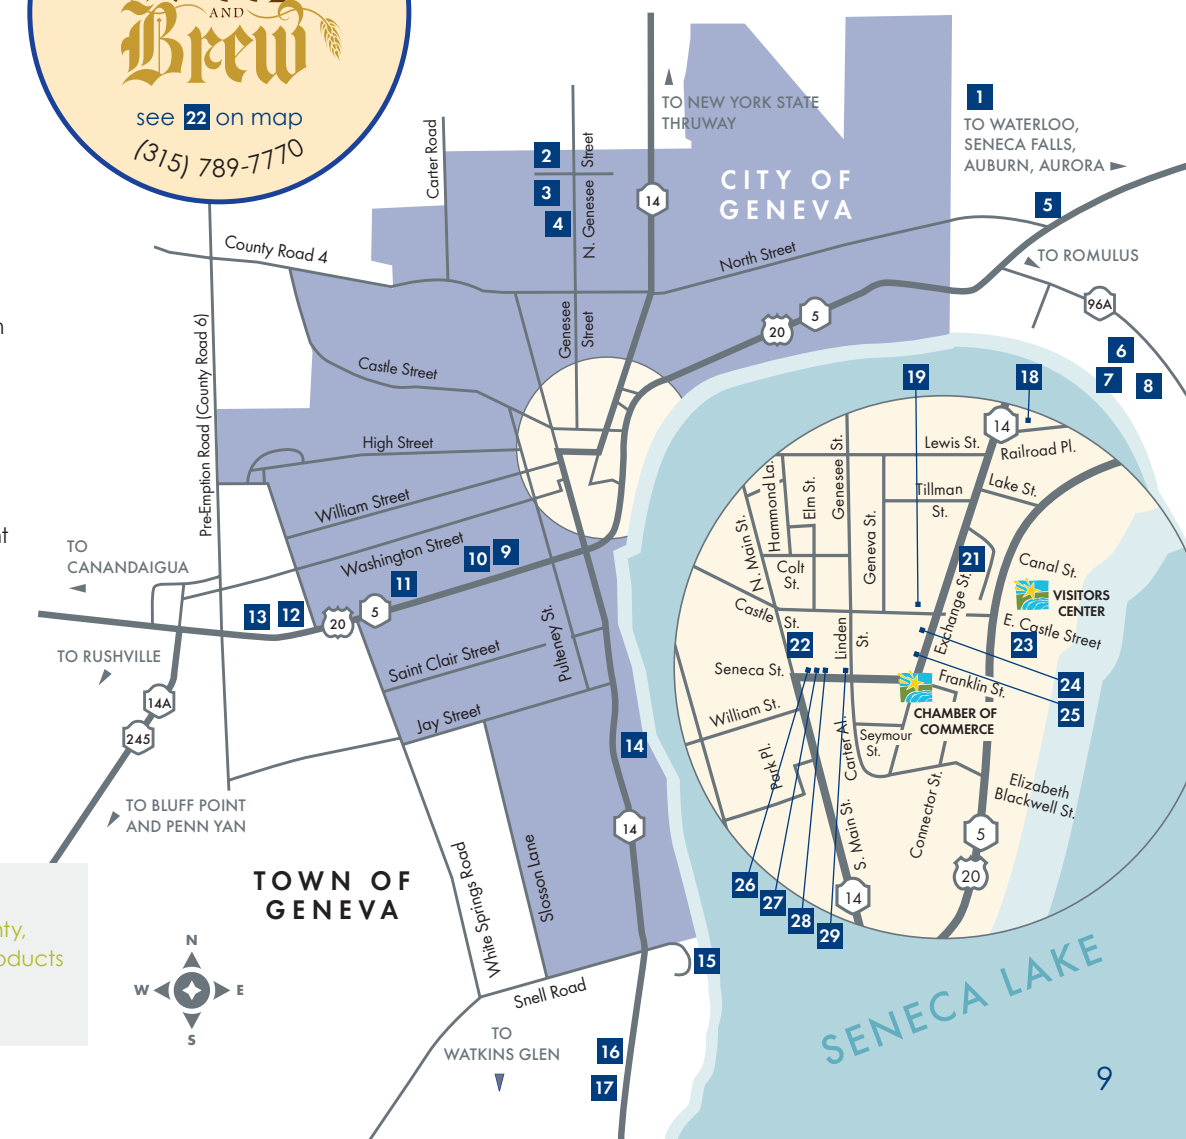 AND
Brew
see 22 on map
(315) 789-7770
TO NEW YORK STATE
THRUWAY
1
TO WATERLOO,
SENECA FALLS,
AUBURN, AURORA
CITY OF
GENEVA
Carter Road
2
3
4
N. Genesee Street
14
5
TO ROMULUS
96A
North Street
County Road 4
Pre-Emption Road (County Road 6)
Genesee
Street
20
5
6
7
8
Castle Street
High Street
William Street
Washington Street
9
10
11
12
13
20
5
TO
CANANDAIGUA
TO RUSHVILLE
14A
245
TO BLUFF POINT
AND PENN YAN
Saint Clair Street
Jay Street
Pulteney St.
14
14
White Springs Road
Slosson Lane
TOWN OF
GENEVA
Snell Road
15
TO
WATKINS GLEN
16
17
N
W
E
S
nty,
oducts
19
18
14
Lewis St.
Railroad Pl.
Lake St.
Tillman
St.
Hammond La.
Elm St.
Genesee St.
Geneva St.
N. Main St.
Colt
St.
21
Canal St.
VISITORS
CENTER
E. Castle Street
23
Castle
St.
Linden
St.
Exchange St.
22
Seneca St.
Franklin St.
24
25
CHAMBER OF
COMMERCE
William St.
Park Pl.
Carter Al.
Seymour
St.
Connector St.
Elizabeth
Blackwell St.
S. Main St.
5
20
14
26
27
28
29
SENECA LAKE
9